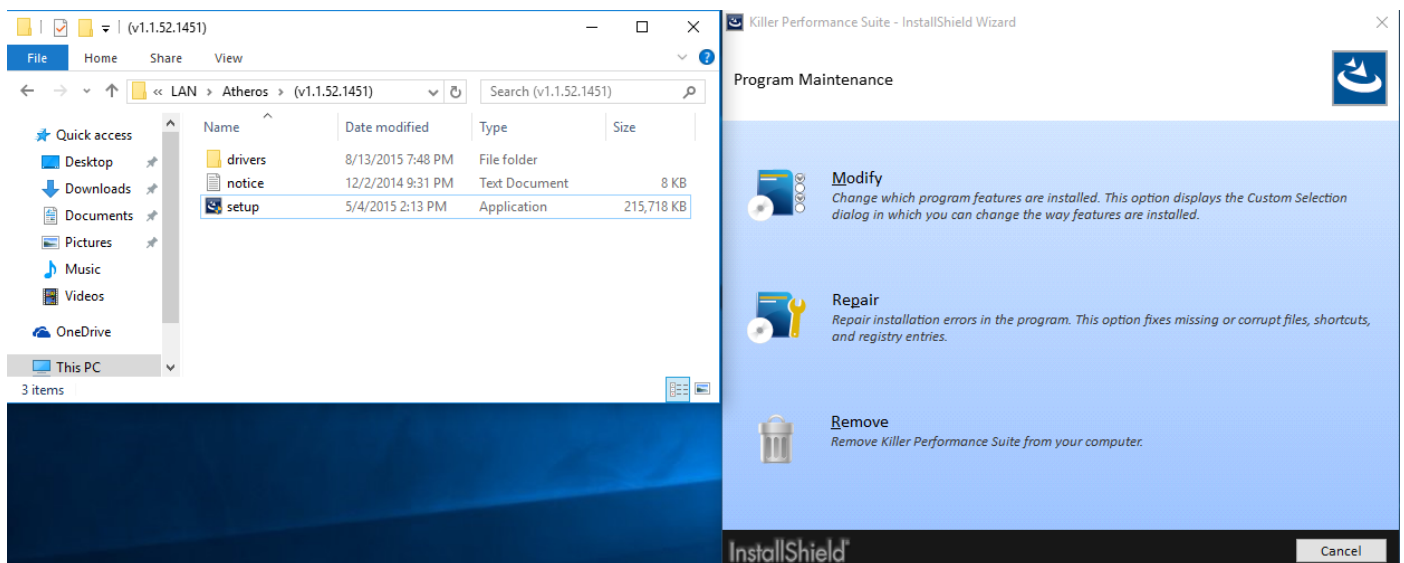 (v1.1.52.1451)
File Home Share View
« LAN › Atheros › (v1.1.52.1451)
Search (v1.1.52.1451)
Quick access
Desktop
Downloads
Documents
Pictures
Music
Videos
OneDrive
This PC
Name Date modified Type Size
drivers 8/13/2015 7:48 PM File folder
notice 12/2/2014 9:31 PM Text Document 8 KB
setup 5/4/2015 2:13 PM Application 215,718 KB
3 items
Killer Performance Suite - InstallShield Wizard
Program Maintenance
Modify
Change which program features are installed. This option displays the Custom Selection
dialog in which you can change the way features are installed.
Repair
Repair installation errors in the program. This option fixes missing or corrupt files, shortcuts,
and registry entries.
Remove
Remove Killer Performance Suite from your computer.
InstallShield
Cancel